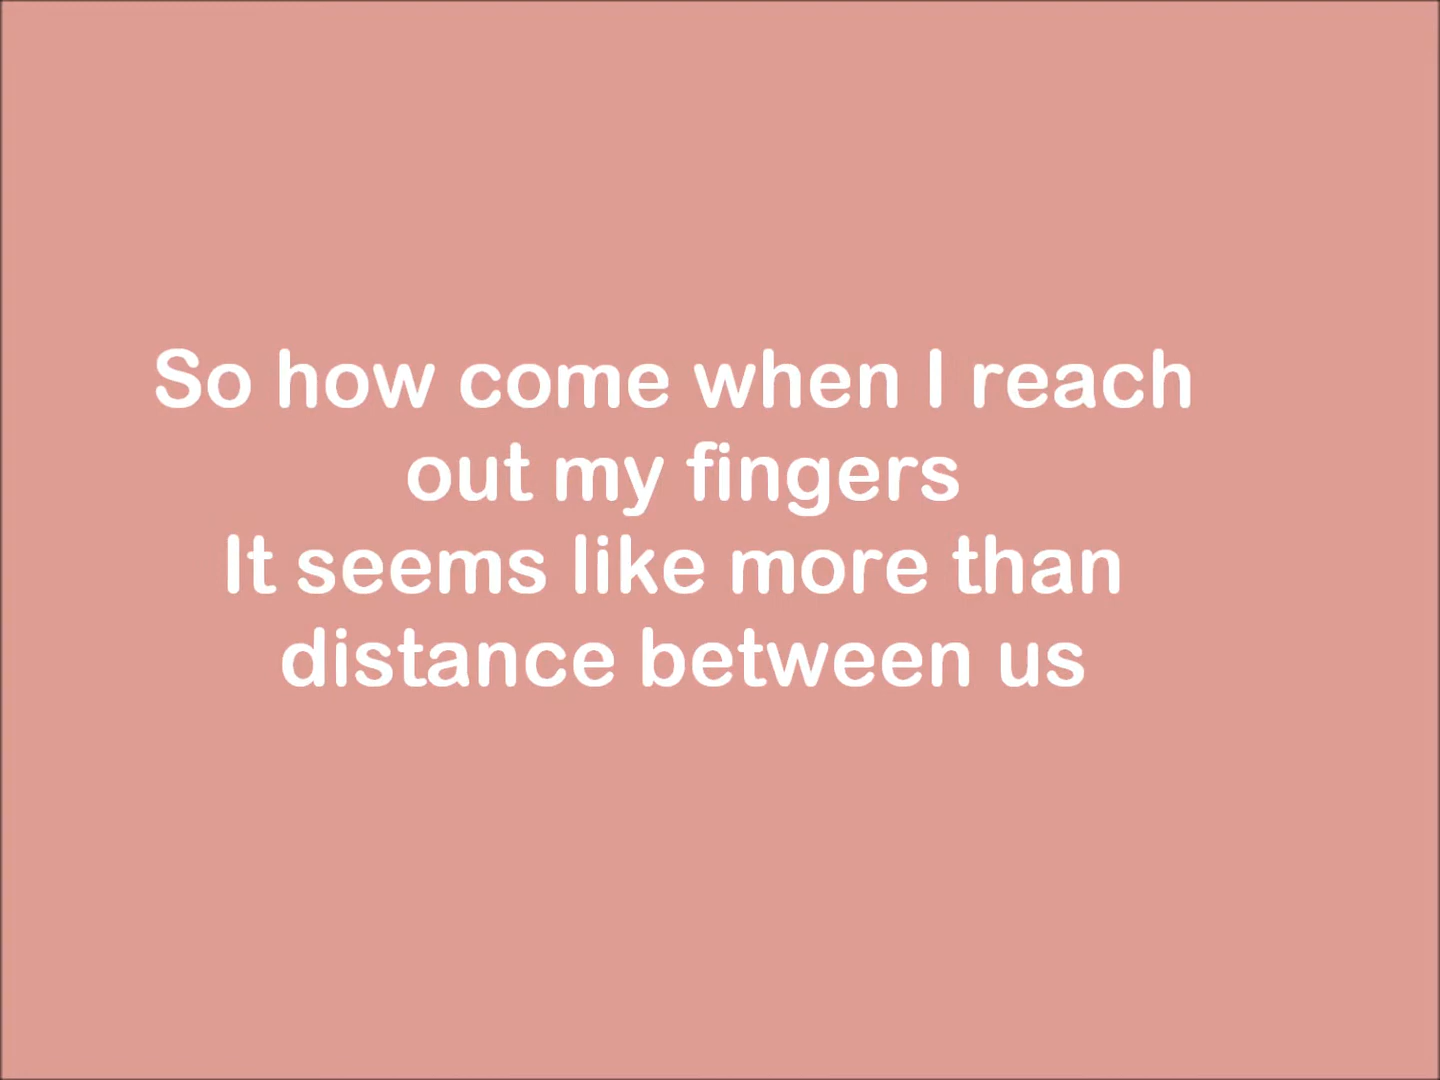 So how come when I reach
out my fingers
It seems like more than
distance between us